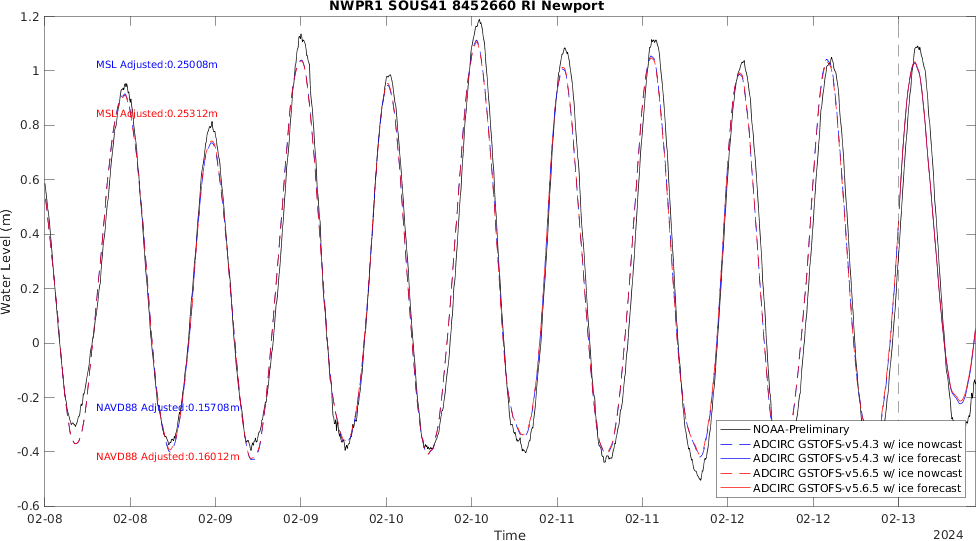 NWPR1 SOUS41 8452660 RI Newport
1.2
1
0.8
0.6
0.4
0.2
0
-0.2
-0.4
-0.6
Water Level (m)
MSL Adjusted:0.25008m
MSL Adjusted:0.25312m
NAVD88 Adjusted:0.15708m
NAVD88 Adjusted:0.16012m
NOAA-Preliminary
ADCIRC GSTOFS-v5.4.3 w/ ice nowcast
ADCIRC GSTOFS-v5.4.3 w/ ice forecast
ADCIRC GSTOFS-v5.6.5 w/ ice nowcast
ADCIRC GSTOFS-v5.6.5 w/ ice forecast
02-08 02-08 02-09 02-09 02-10 02-10 02-11 02-11 02-12 02-12 02-13
Time
2024